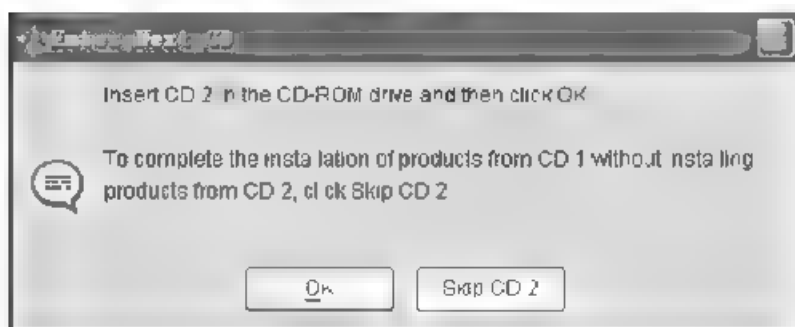 Insert CD 2 in the CD-ROM drive and then click OK
To complete the installation of products from CD 1 without installing
products from CD 2, click Skip CD 2
OK
Skip CD 2